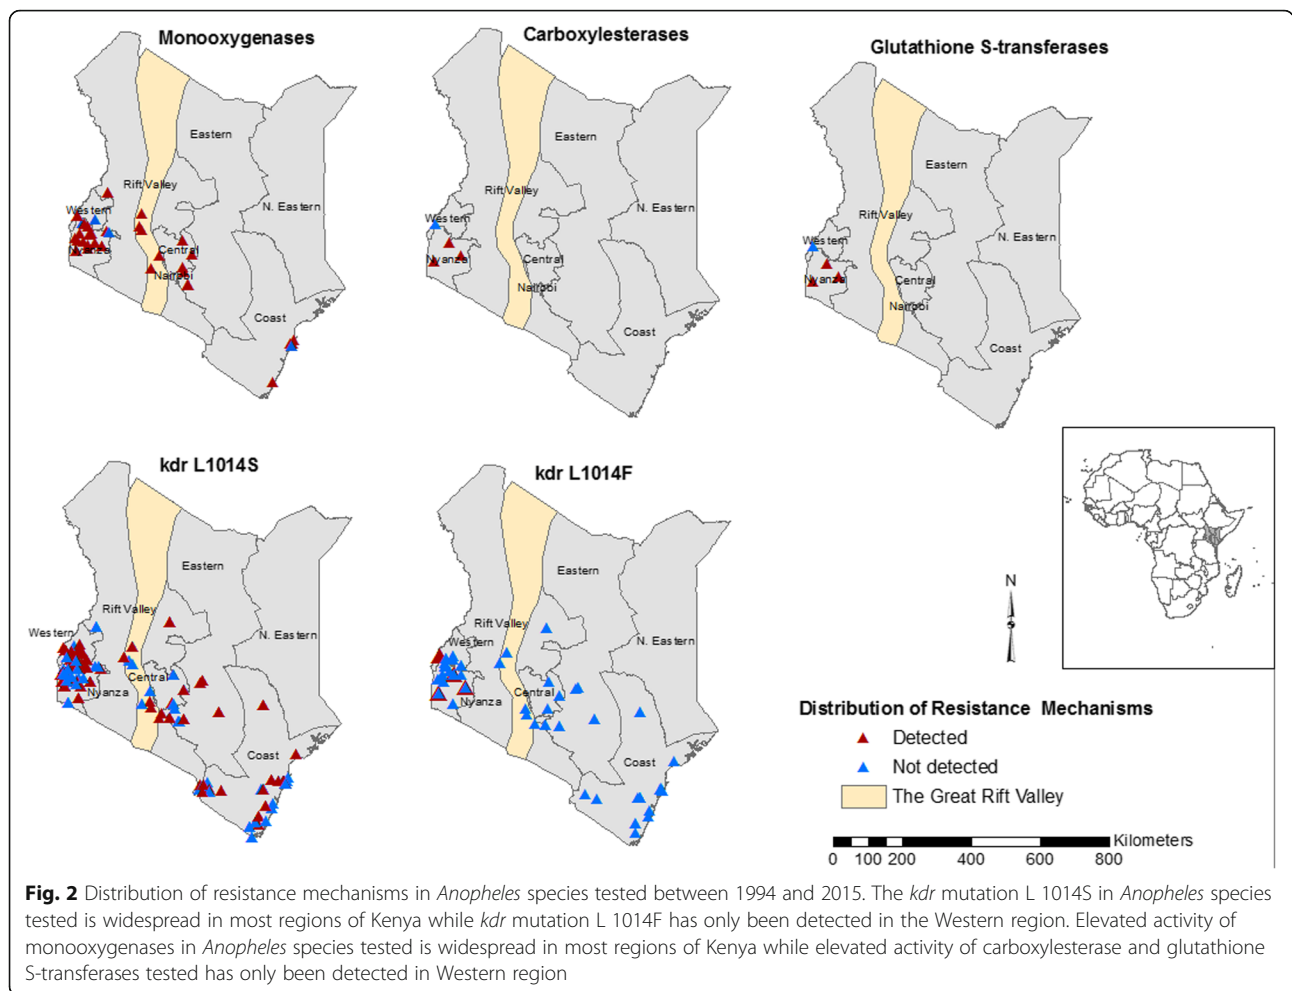 Monooxygenases
Eastern
Rift Valley
N. Eastern
Western
Nyanza
Central
Nairobi
Coast
Carboxylesterases
Eastern
Rift Valley
N. Eastern
Western
Nyanza
Central
Nairobi
Coast
Glutathione S-transferases
Eastern
Rift Valley
N. Eastern
Western
Nyanza
Central
Nairobi
Coast
kdr L1014S
Eastern
Rift Valley
N. Eastern
Western
Central
Nyanza
Coast
kdr L1014F
Eastern
Rift Valley
N. Eastern
Western
Central
Nyanza
Coast
N
Distribution of Resistance Mechanisms
Detected
Not detected
The Great Rift Valley
Kilometers
0 100 200 400 600 800
Fig. 2 Distribution of resistance mechanisms in Anopheles species tested between 1994 and 2015. The kdr mutation L 1014S in Anopheles species
tested is widespread in most regions of Kenya while kdr mutation L 1014F has only been detected in the Western region. Elevated activity of
monooxygenases in Anopheles species tested is widespread in most regions of Kenya while elevated activity of carboxylesterase and glutathione
S-transferases tested has only been detected in Western region